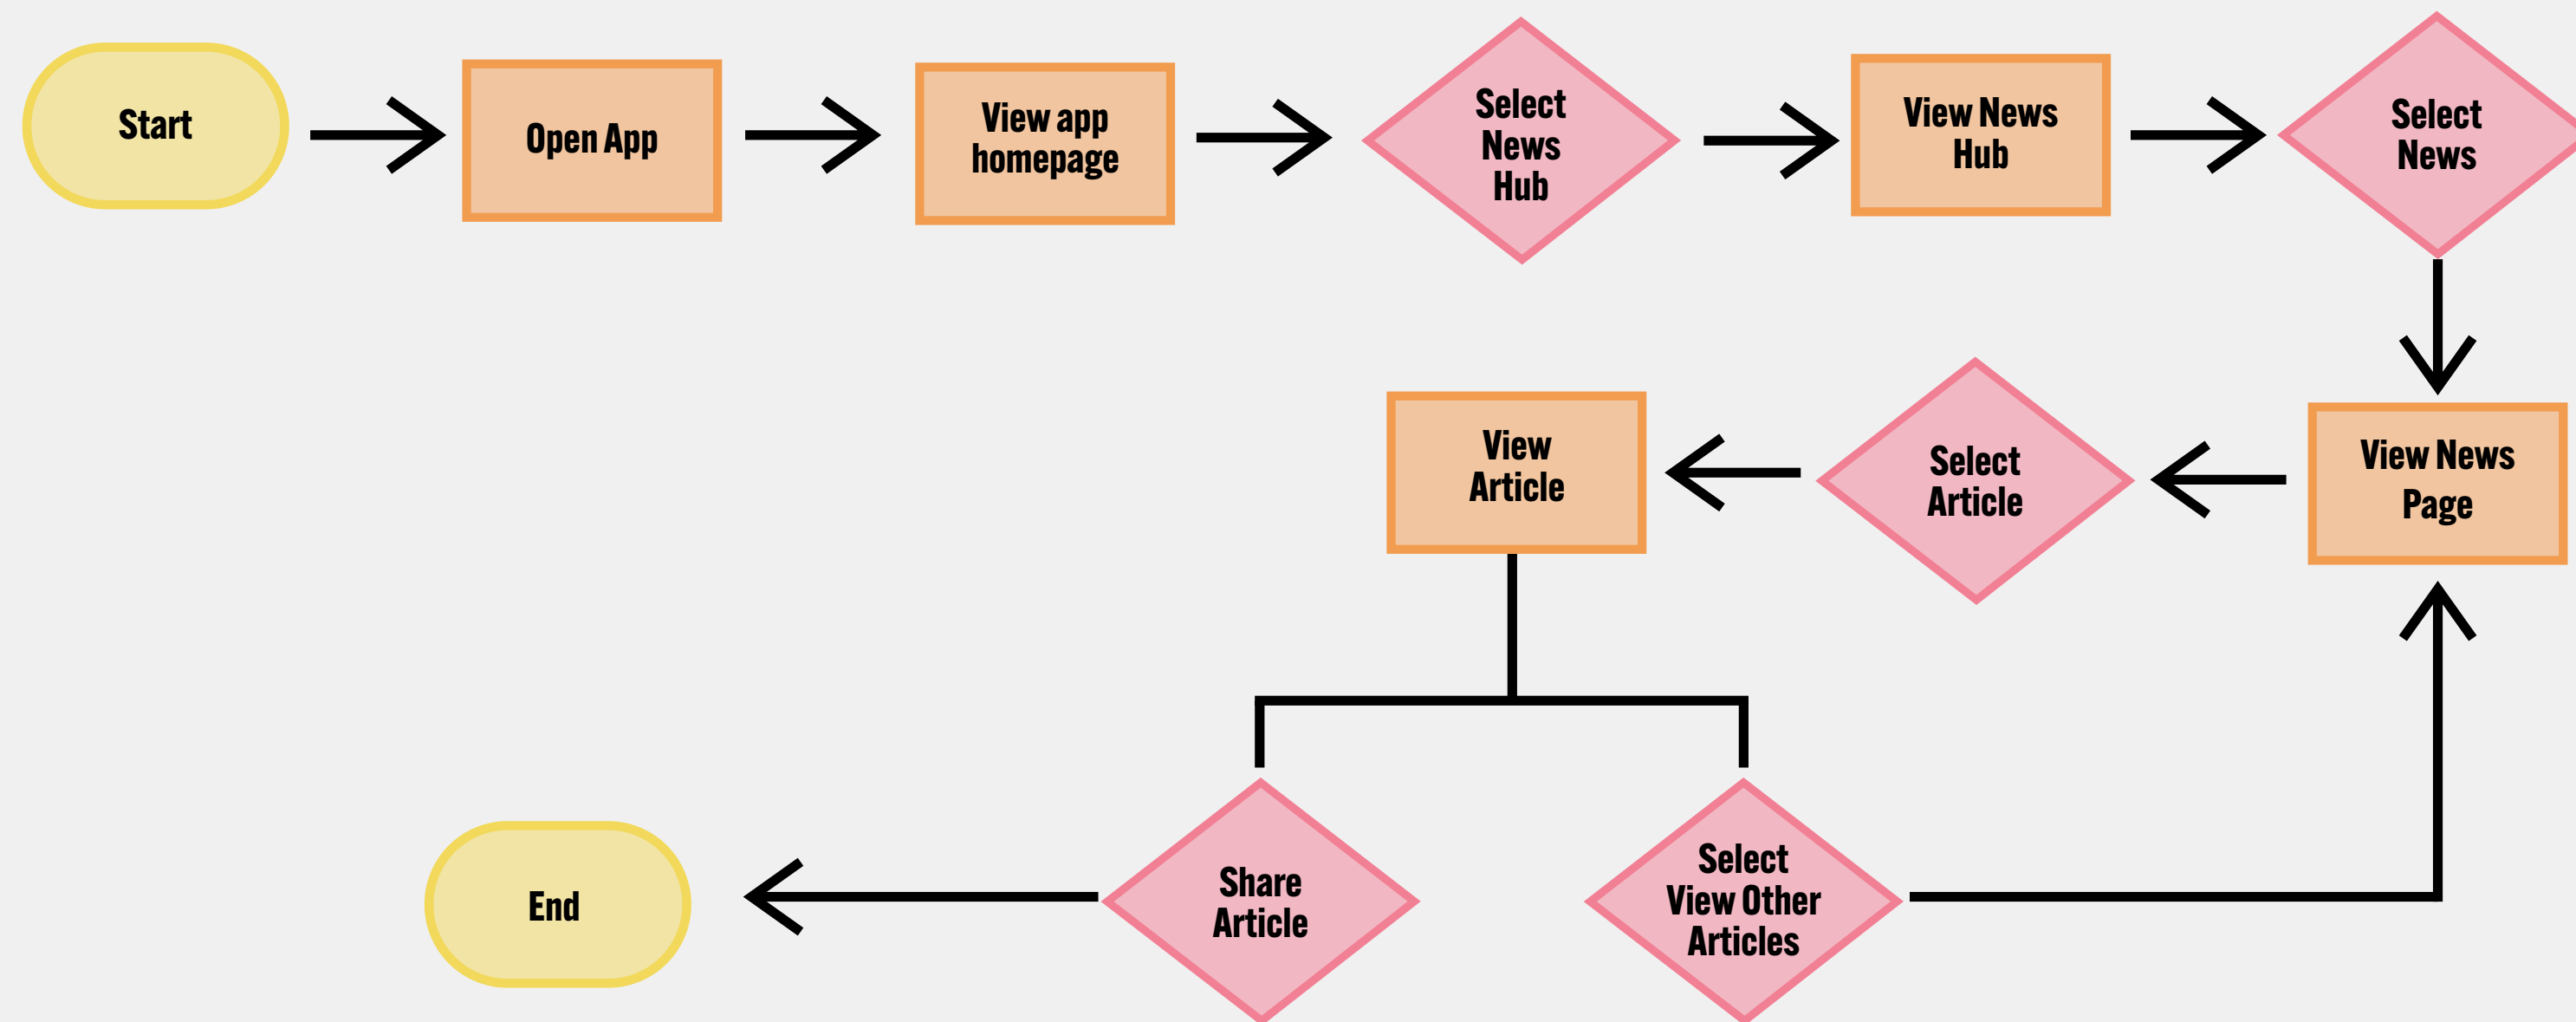 Start
Open App
View app
homepage
Select
News
Hub
View News
Hub
Select
News
View
Article
Select
Article
View News
Page
End
Share
Article
Select
View Other
Articles